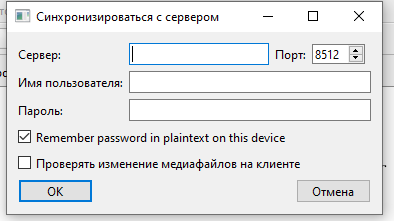 Синхронизироваться с сервером
Сервер: Порт: 8512
Имя пользователя:
Пароль:
Remember password in plaintext on this device
Проверять изменение медиафайлов на клиенте
OK Отмена